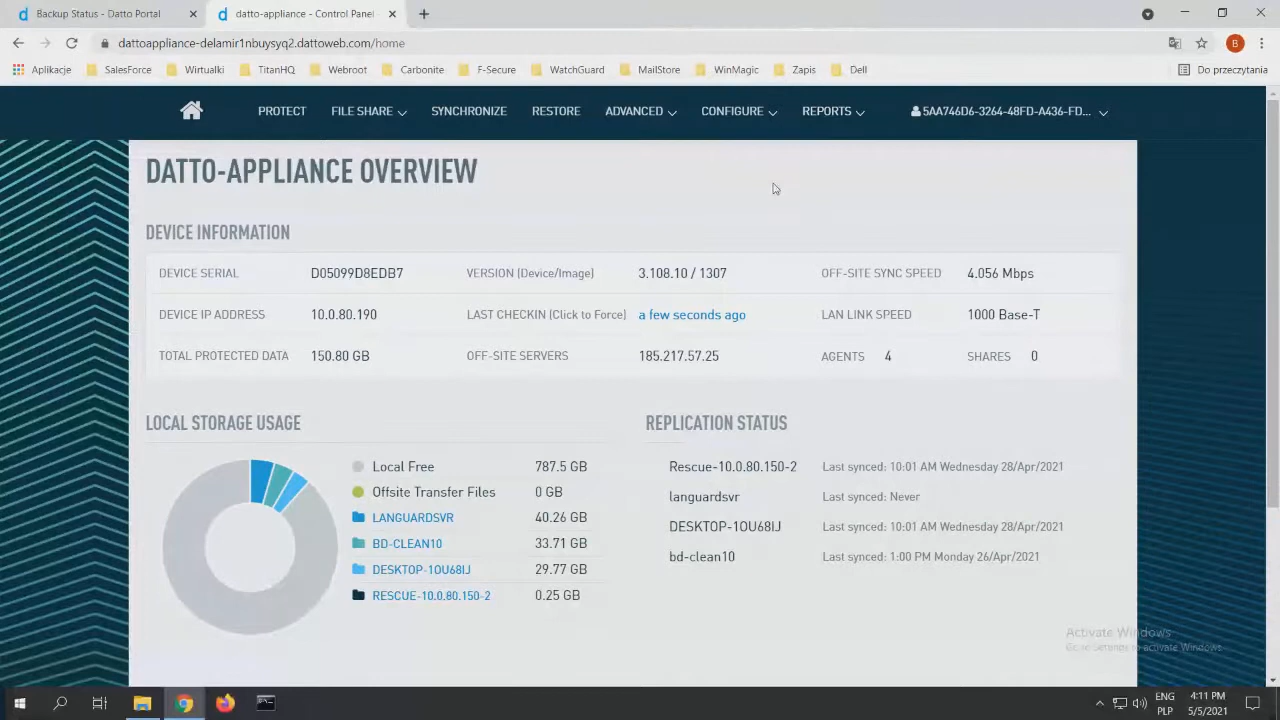 Backup Status - Datto Portal
datto-appliance - Control Panel
dattoappliance-delamir1nbuysyq2.dattoweb.com/home
B
Aplikacje SalesForce Wirtualki TitanHQ Webroot Carbonite F-Secure WatchGuard MailStore WinMagic Zapis Dell Do przeczytania
PROTECT FILE SHARE SYNCHRONIZE RESTORE ADVANCED CONFIGURE REPORTS 5AA746D6-3264-48FD-A436-FD...
DATTO-APPLIANCE OVERVIEW
DEVICE INFORMATION
DEVICE SERIAL D05099D8EDB7 VERSION (Device/Image) 3.108.10 / 1307 OFF-SITE SYNC SPEED 4.056 Mbps
DEVICE IP ADDRESS 10.0.80.190 LAST CHECKIN (Click to Force) a few seconds ago LAN LINK SPEED 1000 Base-T
TOTAL PROTECTED DATA 150.80 GB OFF-SITE SERVERS 185.217.57.25 AGENTS 4 SHARES 0
LOCAL STORAGE USAGE
Local Free 787.5 GB
Offsite Transfer Files 0 GB
LANGUARDSVR 40.26 GB
BD-CLEAN10 33.71 GB
DESKTOP-1OU68IJ 29.77 GB
RESCUE-10.0.80.150-2 0.25 GB
REPLICATION STATUS
Rescue-10.0.80.150-2 Last synced: 10:01 AM Wednesday 28/Apr/2021
languardsvr Last synced: Never
DESKTOP-1OU68IJ Last synced: 10:01 AM Wednesday 28/Apr/2021
bd-clean10 Last synced: 1:00 PM Monday 26/Apr/2021
Activate Windows
Go to Settings to activate Windows.
ENG
PLP
4:11 PM
5/5/2021